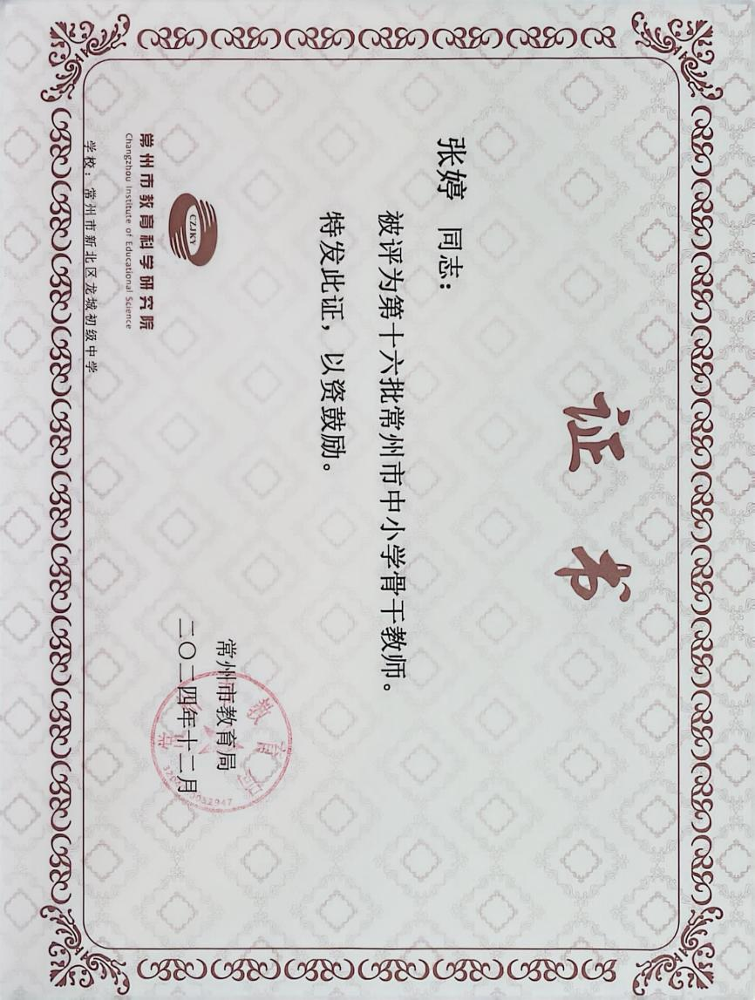 证书
张婷 同志：
被评为第十六批常州市中小学骨干教师。
特发此证，以资鼓励。
CZJKY
常州市教育科学研究院
Changzhou Institute of Educational Science
学校：常州市新北区龙城初级中学
常州市教育局
二〇二四年十二月